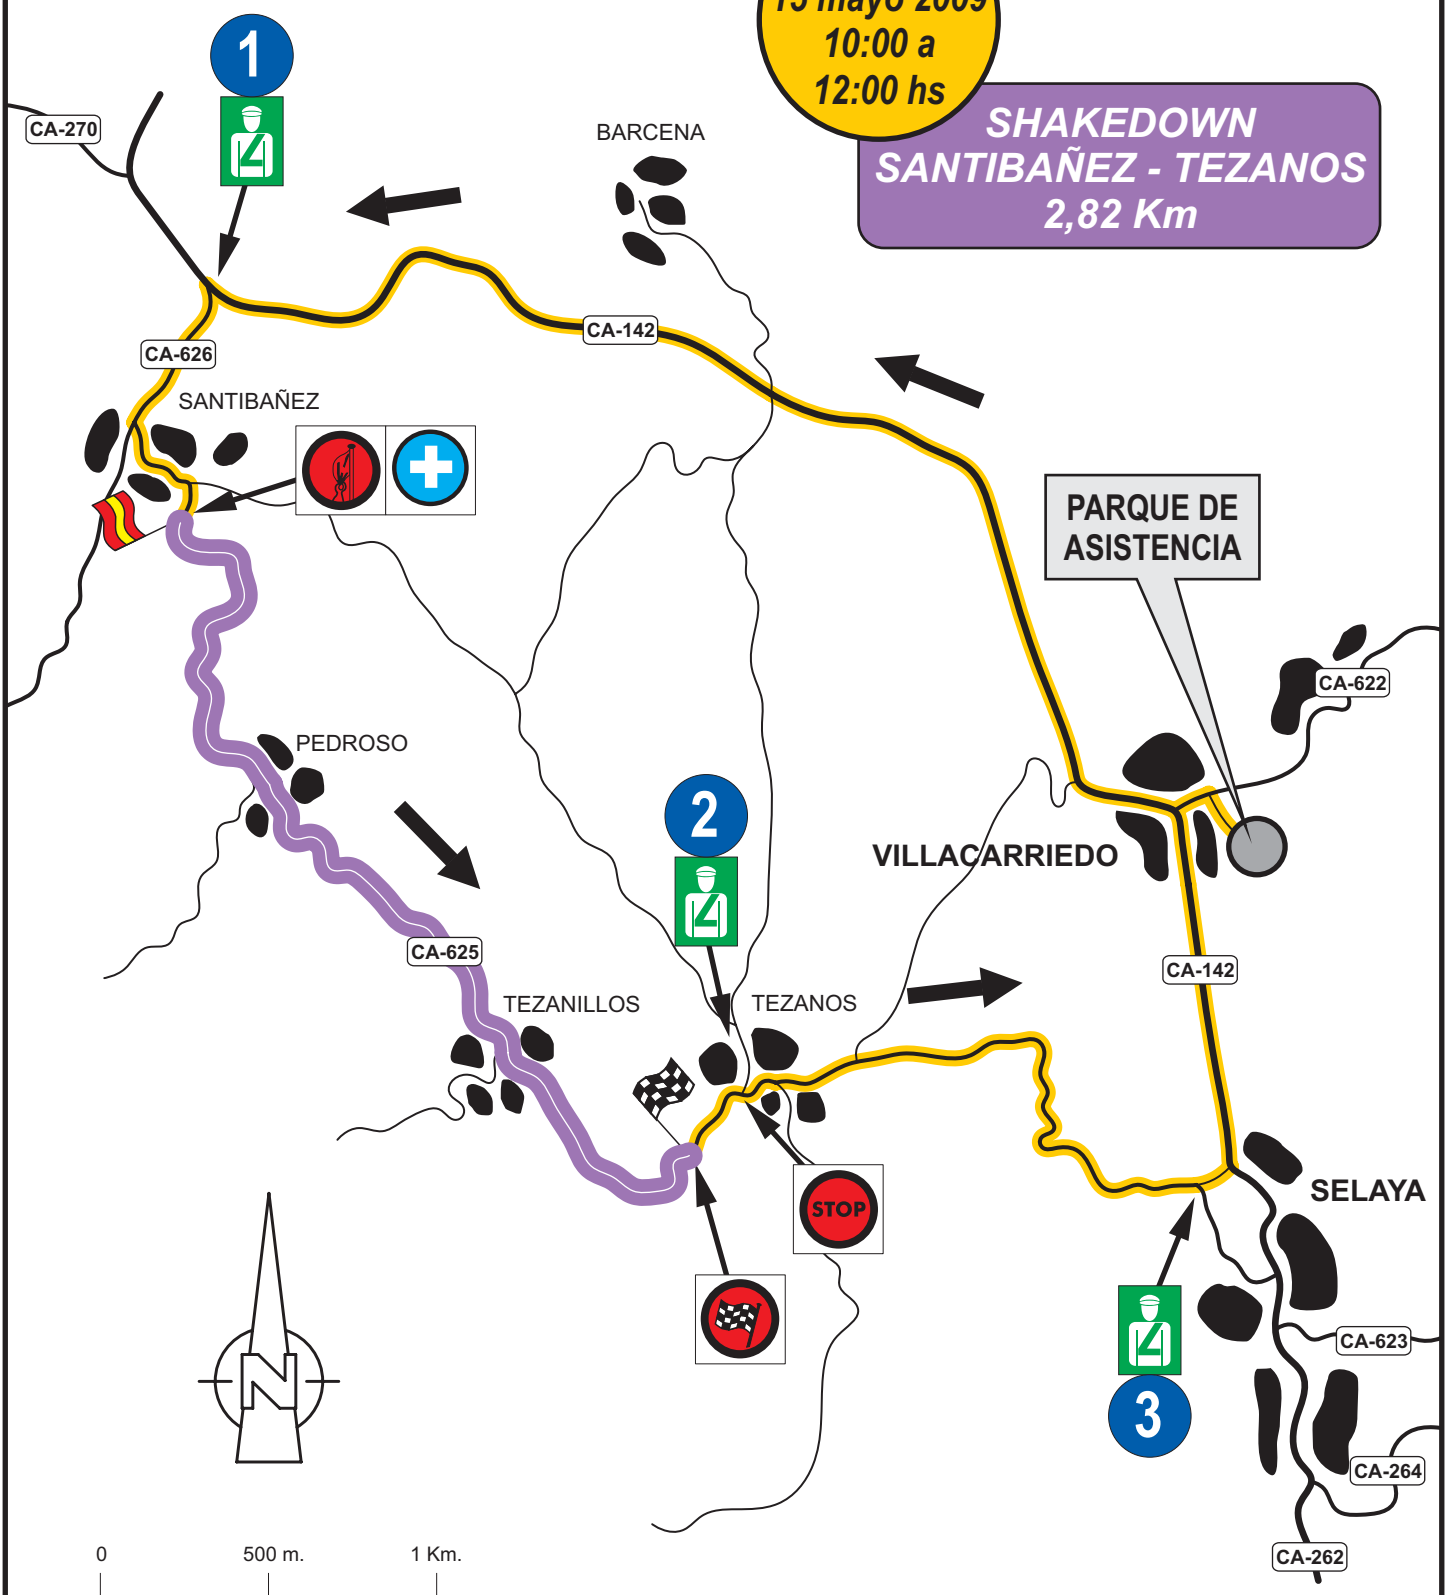 mayo 2009
10:00 a
12:00 hs
SHAKEDOWN
SANTIBAÑEZ - TEZANOS
2,82 Km
1
CA-270
BARCENA
CA-142
CA-626
SANTIBAÑEZ
PARQUE DE
ASISTENCIA
CA-622
PEDROSO
2
VILLACARRIEDO
CA-625
CA-142
TEZANILLOS
TEZANOS
STOP
SELAYA
N
CA-623
3
CA-264
0
500 m.
1 Km.
CA-262